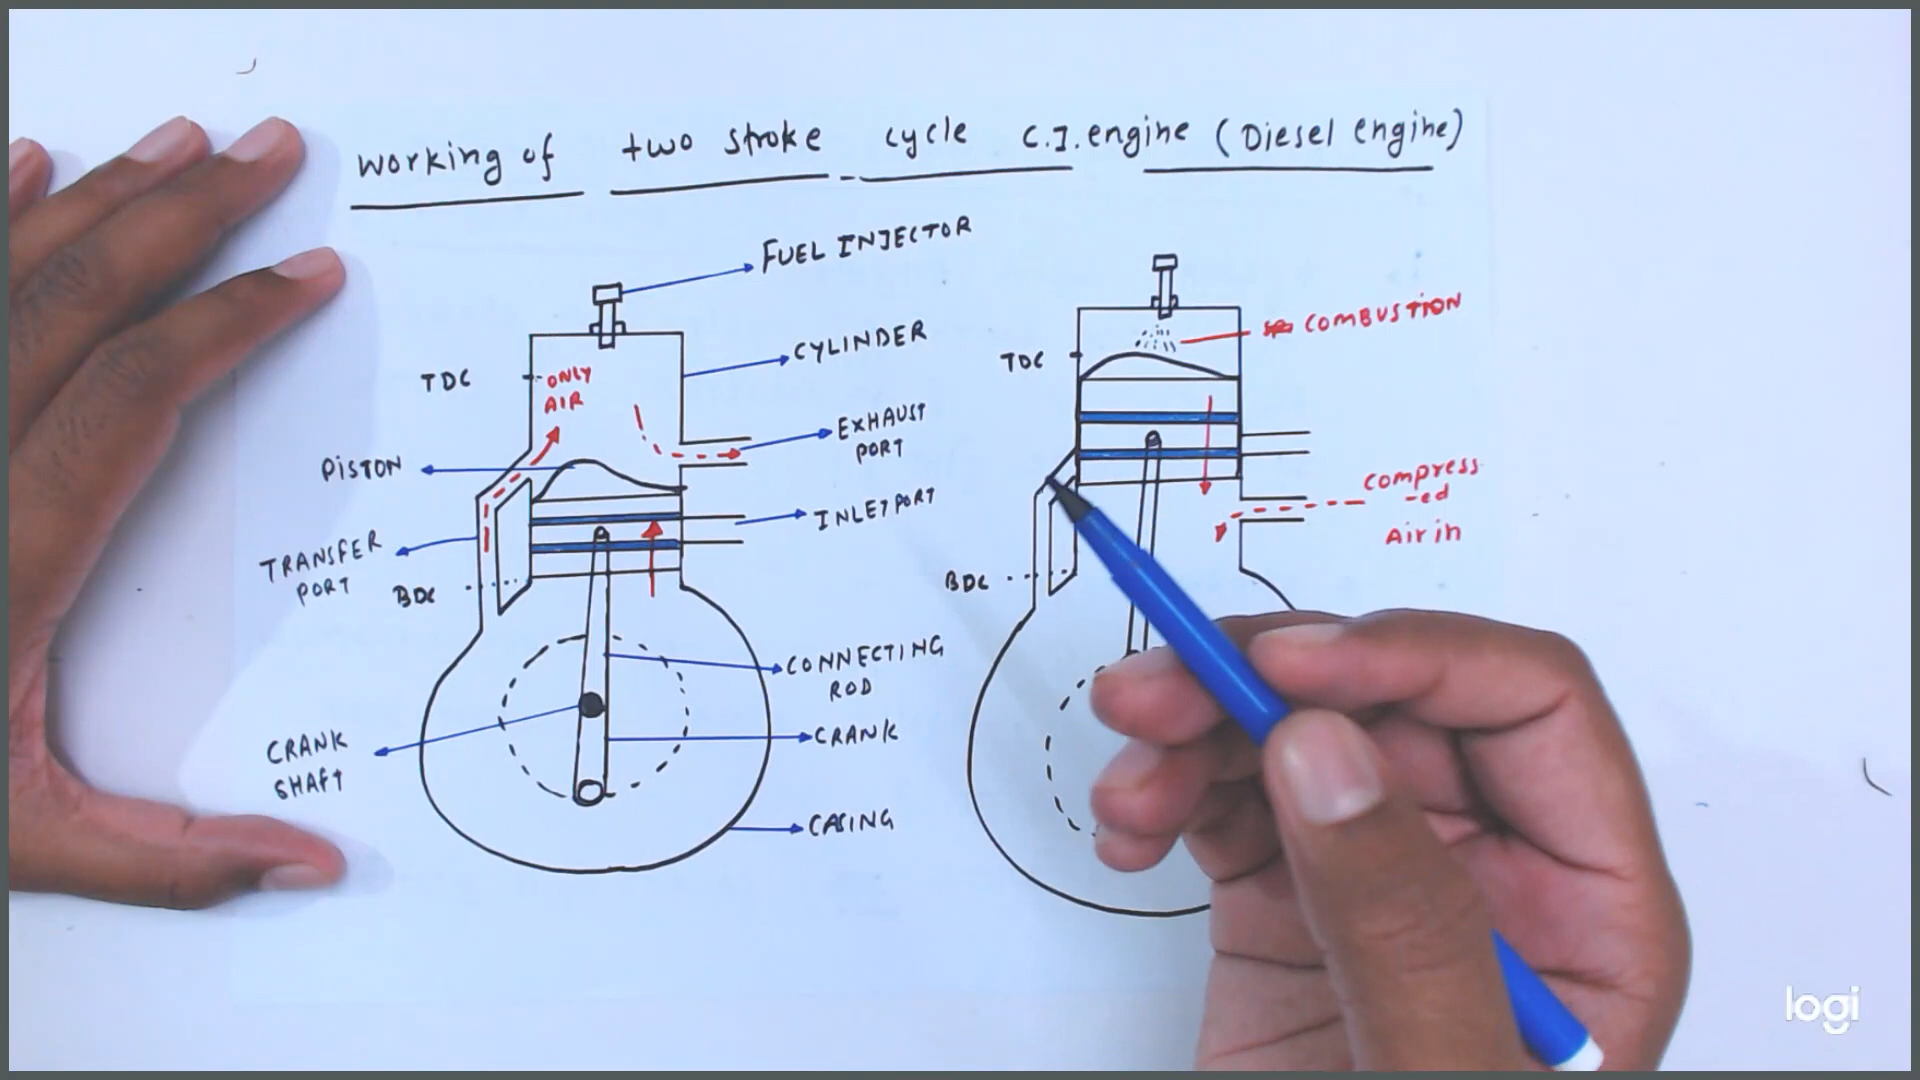 working of two stroke cycle C.I. engine (Diesel engine)
FUEL INJECTOR
CYLINDER
TDC
ONLY
AIR
EXHAUST
PORT
PISTON
INLET PORT
TRANSFER
PORT
BDC
CONNECTING
ROD
CRANK
SHAFT
CRANK
CASING
COMBUSTION
TDC
compress
-ed
Air in
BDC
logi